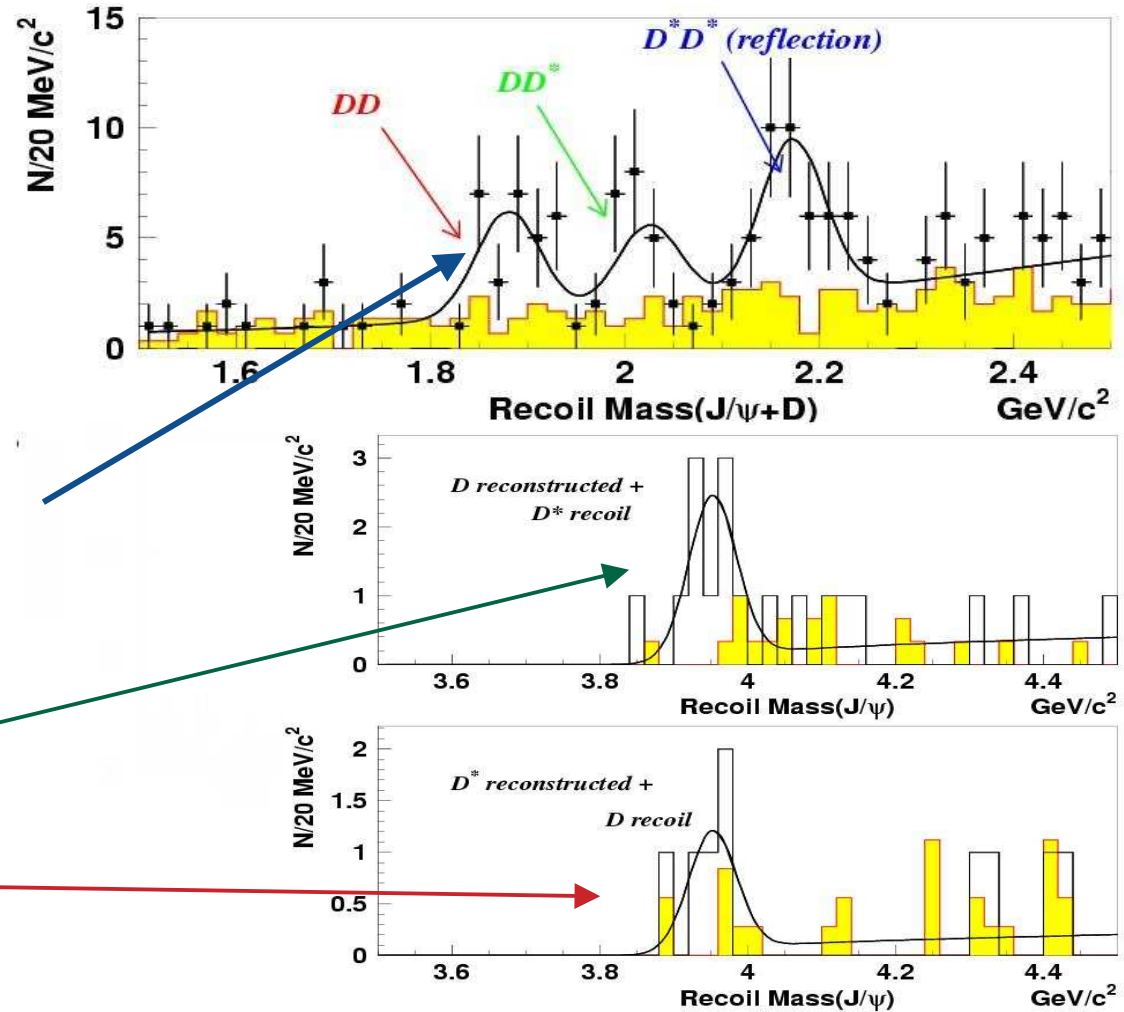 N/20 MeV/c²
15
10
5
0
DD
DD*
D*D* (reflection)
1.6
1.8
2
2.2
2.4
Recoil Mass(J/ψ+D)
GeV/c²
N/20 MeV/c²
3
2
1
0
D reconstructed +
D* recoil
3.6
3.8
4
4.2
4.4
Recoil Mass(J/ψ)
GeV/c²
N/20 MeV/c²
2
1.5
1
0.5
0
D* reconstructed +
D recoil
3.6
3.8
4
4.2
4.4
Recoil Mass(J/ψ)
GeV/c²